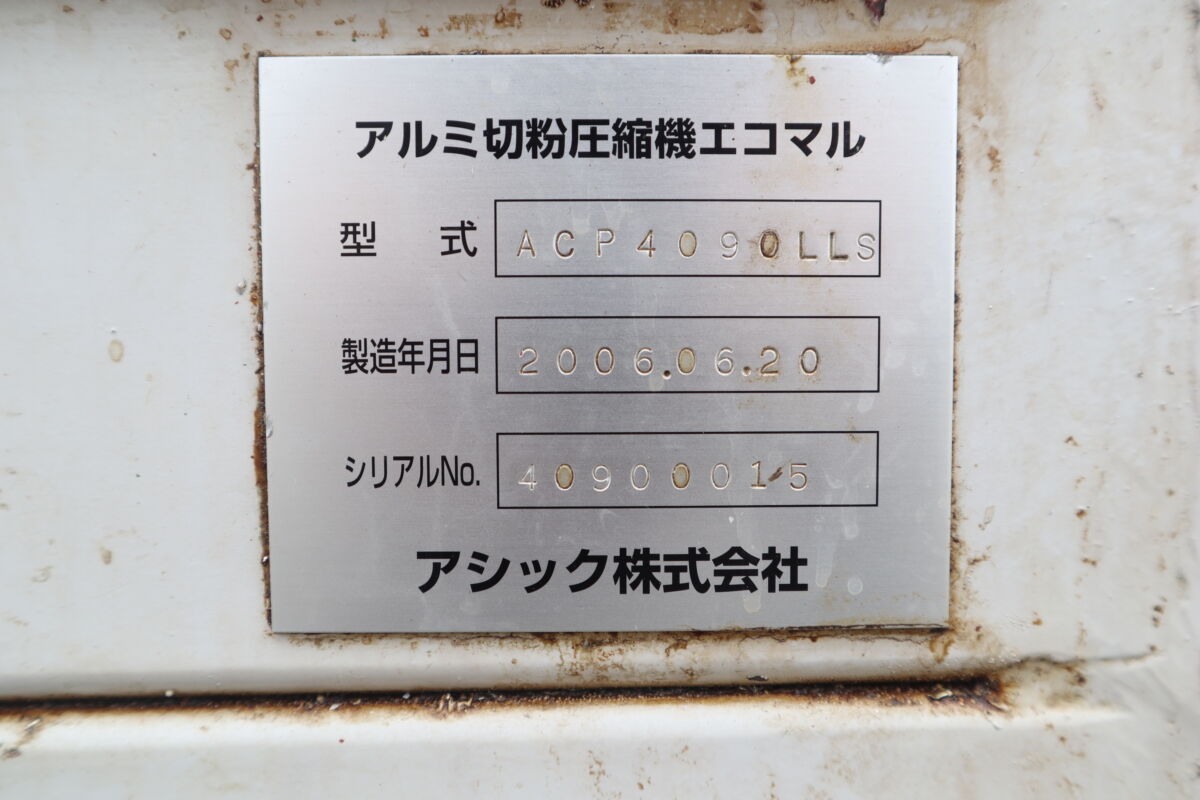 アルミ切粉圧縮機エコマル
型 式 ACP4090LLS
製造年月日 2006.06.20
シリアルNo. 40900015
アシック株式会社